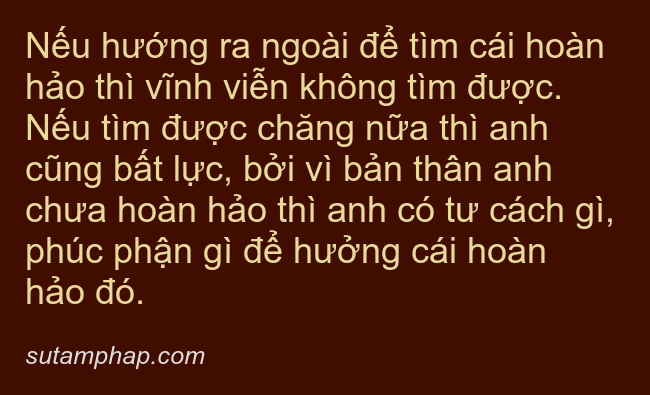 Nếu hướng ra ngoài để tìm cái hoàn
hảo thì vĩnh viễn không tìm được.
Nếu tìm được chăng nữa thì anh
cũng bất lực, bởi vì bản thân anh
chưa hoàn hảo thì anh có tư cách gì,
phúc phận gì để hưởng cái hoàn
hảo đó.
sutamphap.com